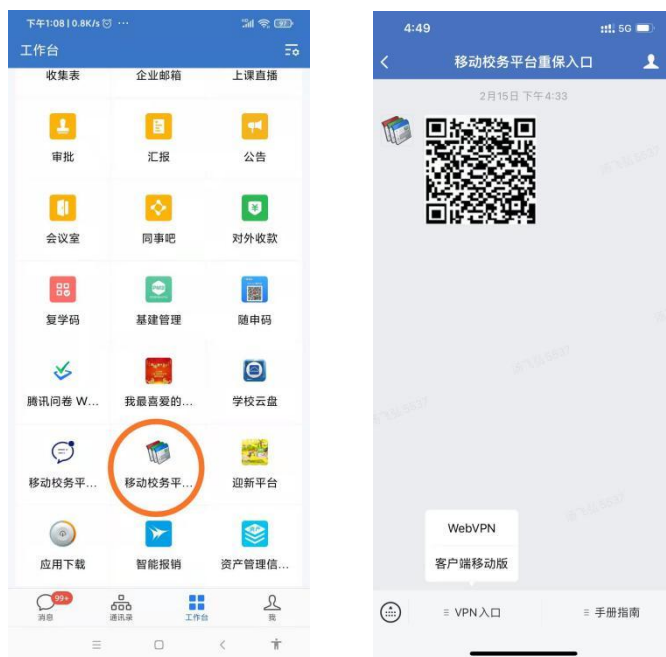 下午1:08 | 0.8K/s
工作台
收集表 企业邮箱 上课直播
审批 汇报 公告
会议室 同事吧 对外收款
复学码 基建管理 随申码
腾讯问卷 W... 我最喜爱的... 学校云盘
移动校务平... 移动校务平... 迎新平台
应用下载 智能报销 资产管理信...
99+
消息 通讯录 工作台 我
4:49 5G
移动校务平台重保入口
2月15日 下午4:33
WebVPN
客户端移动版
VPN入口 手册指南